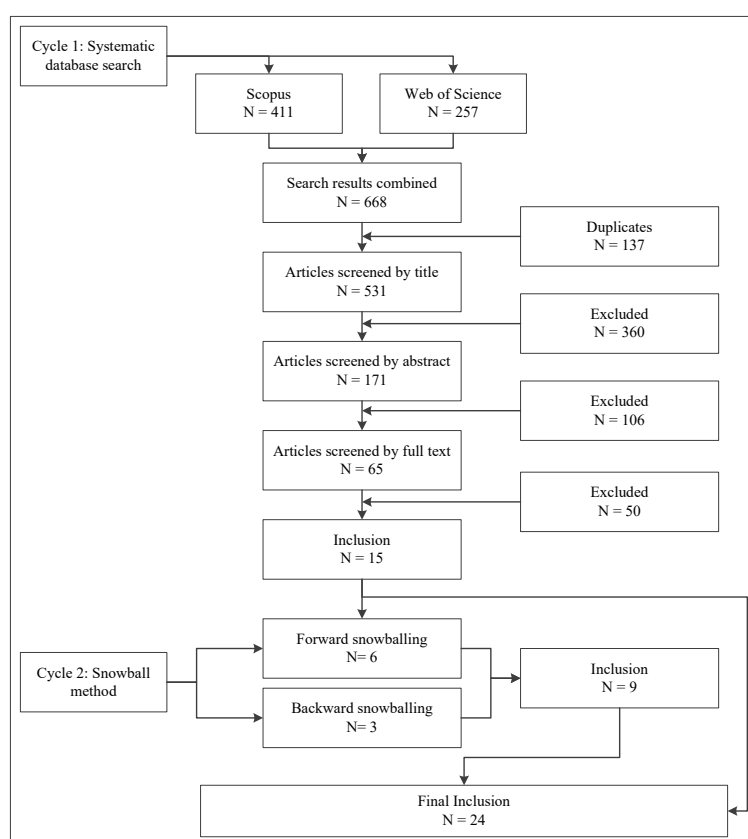 Cycle 1: Systematic
database search
Scopus
N = 411
Web of Science
N = 257
Search results combined
N = 668
Duplicates
N = 137
Articles screened by title
N = 531
Excluded
N = 360
Articles screened by abstract
N = 171
Excluded
N = 106
Articles screened by full text
N = 65
Excluded
N = 50
Inclusion
N = 15
Cycle 2: Snowball
method
Forward snowballing
N= 6
Backward snowballing
N= 3
Inclusion
N = 9
Final Inclusion
N = 24